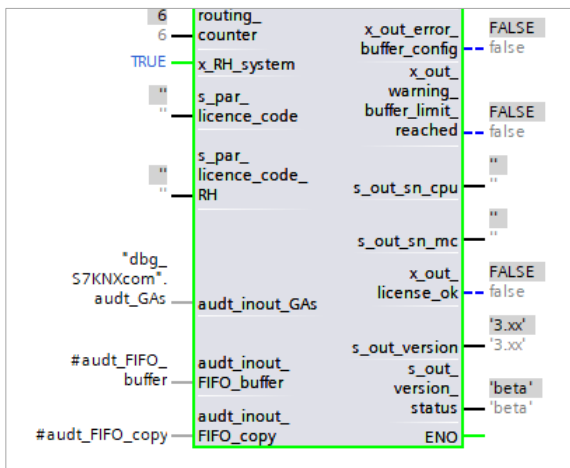 6
routing_
6
counter
x_out_error_
buffer_config
FALSE
false
TRUE
x_RH_system
x_out_
warning_
buffer_limit_
reached
FALSE
false
''
''
s_par_
licence_code
s_par_
licence_code_
RH
''
''
s_out_sn_cpu
''
''
s_out_sn_mc
''
''
"dbg_
S7KNXcom".
audt_GAs
audt_inout_GAs
x_out_
license_ok
FALSE
false
s_out_version
'3.xx'
'3.xx'
#audt_FIFO_
buffer
audt_inout_
FIFO_buffer
s_out_
version_
status
'beta'
'beta'
#audt_FIFO_copy
audt_inout_
FIFO_copy
ENO